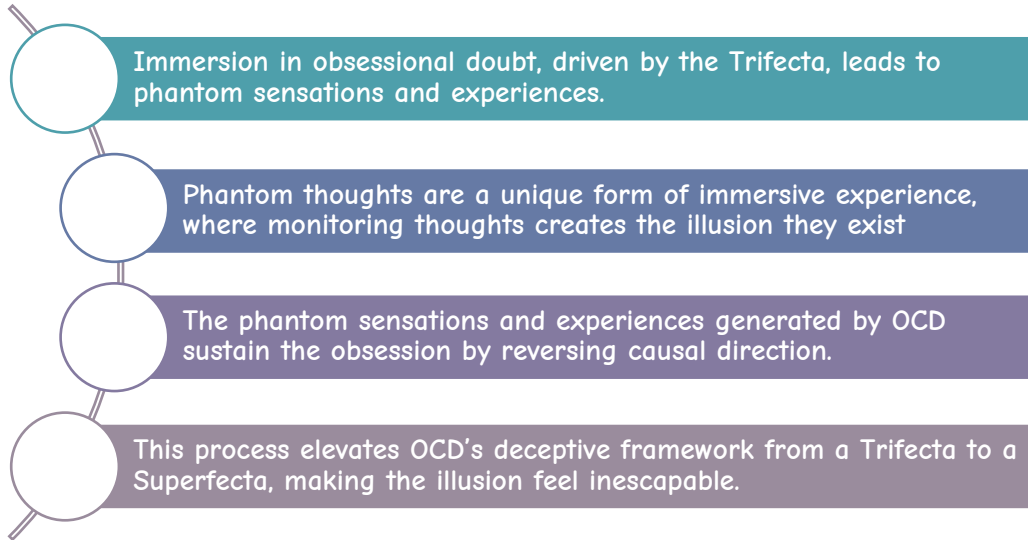 Immersion in obsessional doubt, driven by the Trifecta, leads to
phantom sensations and experiences.
Phantom thoughts are a unique form of immersive experience,
where monitoring thoughts creates the illusion they exist
The phantom sensations and experiences generated by OCD
sustain the obsession by reversing causal direction.
This process elevates OCD’s deceptive framework from a Trifecta to a
Superfecta, making the illusion feel inescapable.